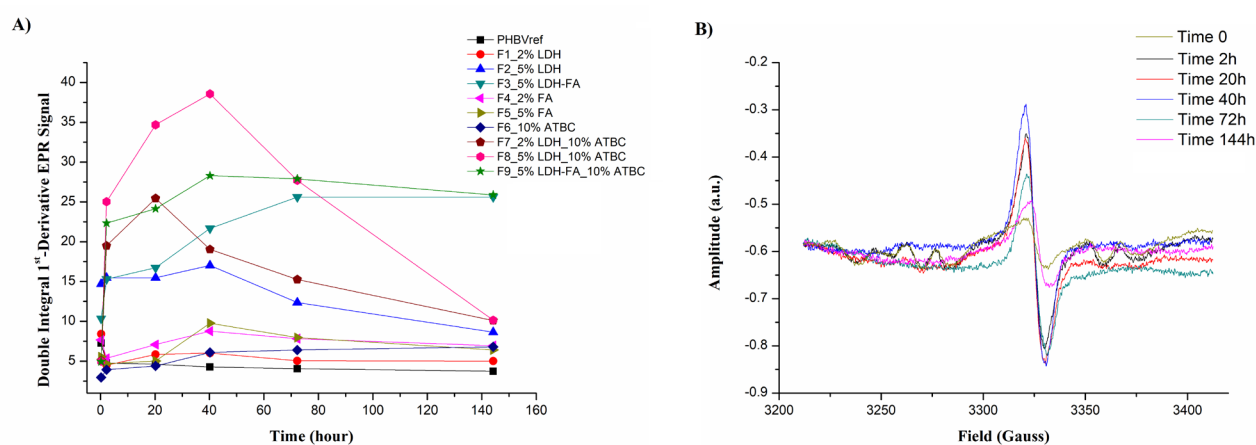 A)
PHBVref
F1_2% LDH
F2_5% LDH
F3_5% LDH-FA
F4_2% FA
F5_5% FA
F6_10% ATBC
F7_2% LDH_10% ATBC
F8_5% LDH_10% ATBC
F9_5% LDH-FA_10% ATBC
Double Integral 1st-Derivative EPR Signal
40
35
30
25
20
15
10
5
0 20 40 60 80 100 120 140 160
Time (hour)
B)
Time 0
Time 2h
Time 20h
Time 40h
Time 72h
Time 144h
Amplitude (a.u.)
-0.2
-0.3
-0.4
-0.5
-0.6
-0.7
-0.8
-0.9
3200 3250 3300 3350 3400
Field (Gauss)